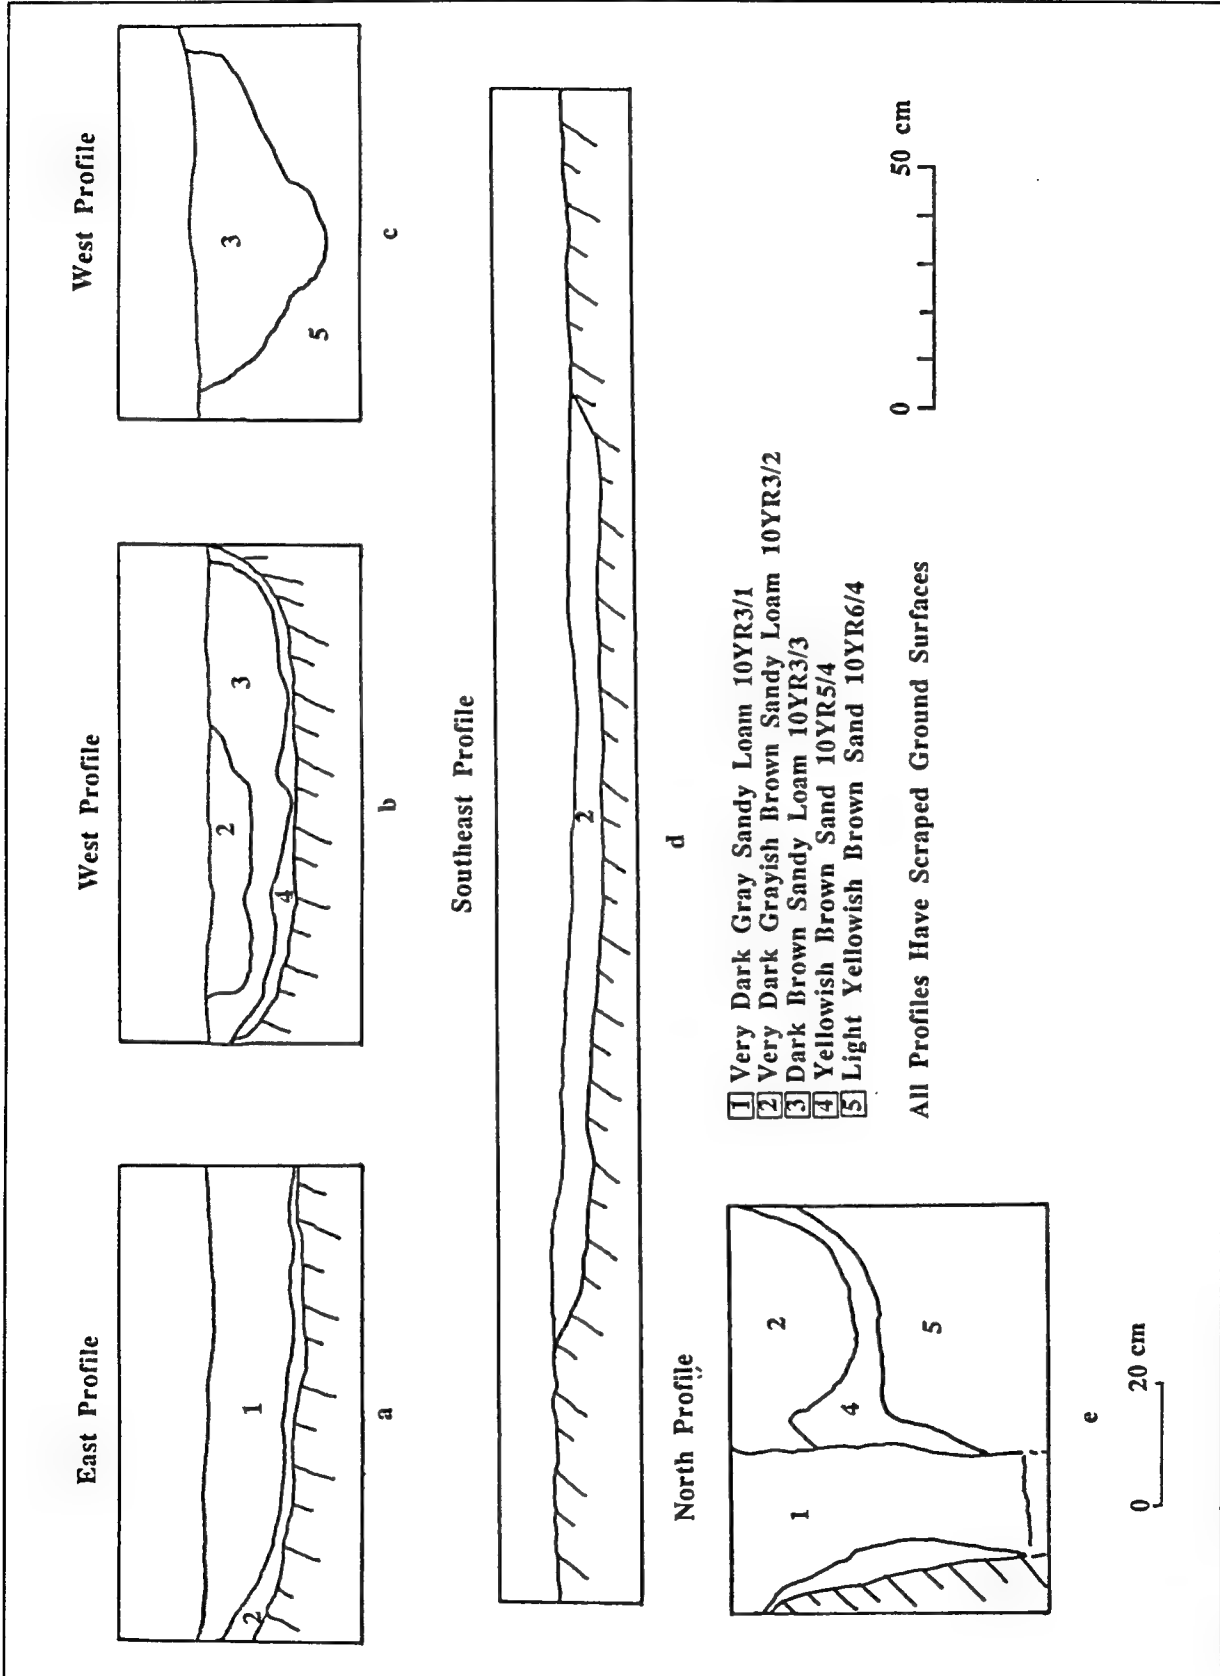 East Profile
West Profile
West Profile
1
2
2
3
4
3
5
a
b
c
Southeast Profile
2
d
North Profile
1
2
4
5
e
0 20 cm
1 Very Dark Gray Sandy Loam 10YR3/1
2 Very Dark Grayish Brown Sandy Loam 10YR3/2
3 Dark Brown Sandy Loam 10YR3/3
4 Yellowish Brown Sand 10YR5/4
5 Light Yellowish Brown Sand 10YR6/4
All Profiles Have Scraped Ground Surfaces
0 50 cm